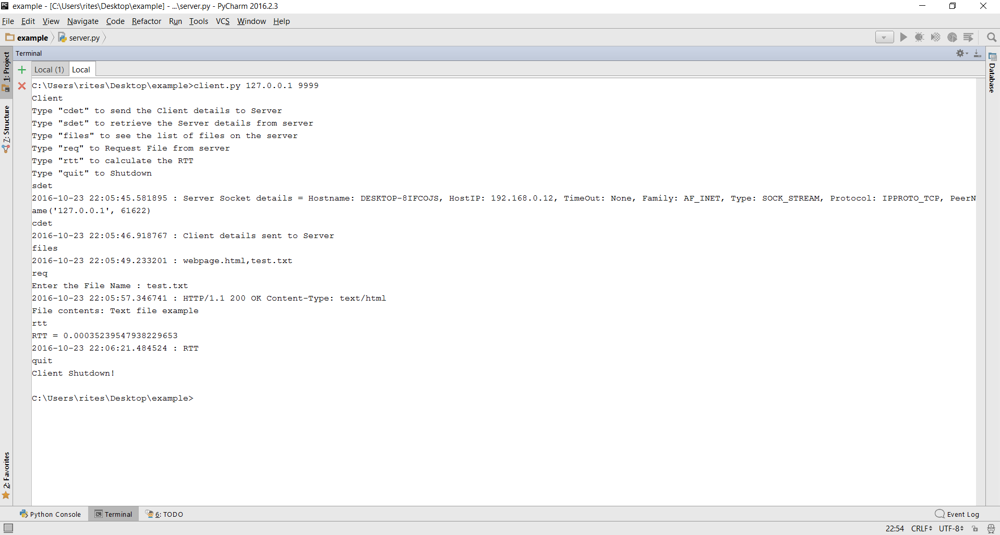 example - [C:\Users\rites\Desktop\example] - ...\server.py - PyCharm 2016.2.3
File Edit View Navigate Code Refactor Run Tools VCS Window Help
example server.py
Terminal
1: Project
7: Structure
2: Favorites
Database
Local (1) Local
C:\Users\rites\Desktop\example>client.py 127.0.0.1 9999
Client
Type "cdet" to send the Client details to Server
Type "sdet" to retrieve the Server details from server
Type "files" to see the list of files on the server
Type "req" to Request File from server
Type "rtt" to calculate the RTT
Type "quit" to Shutdown
sdet
2016-10-23 22:05:45.581895 : Server Socket details = Hostname: DESKTOP-8IFCOJS, HostIP: 192.168.0.12, TimeOut: None, Family: AF_INET, Type: SOCK_STREAM, Protocol: IPPROTO_TCP, PeerN
ame('127.0.0.1', 61622)
cdet
2016-10-23 22:05:46.918767 : Client details sent to Server
files
2016-10-23 22:05:49.233201 : webpage.html,test.txt
req
Enter the File Name : test.txt
2016-10-23 22:05:57.346741 : HTTP/1.1 200 OK Content-Type: text/html
File contents: Text file example
rtt
RTT = 0.00035239547938229653
2016-10-23 22:06:21.484524 : RTT
quit
Client Shutdown!
C:\Users\rites\Desktop\example>
Python Console Terminal 6: TODO Event Log
22:54 CRLF UTF-8